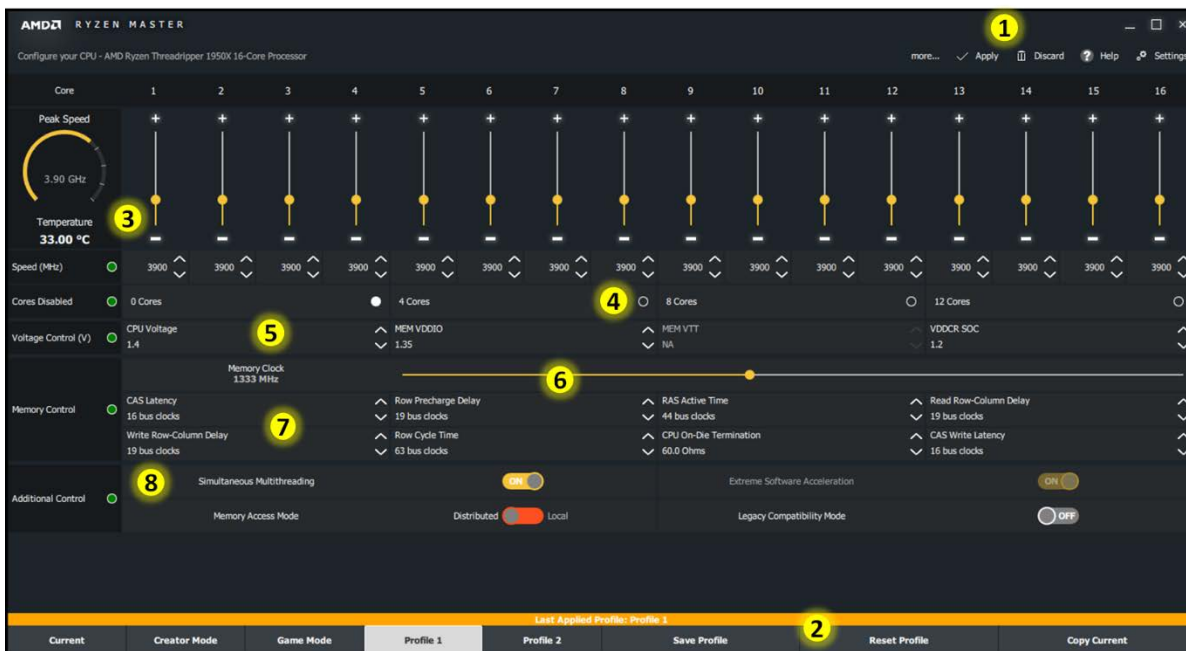 AMD RYZEN MASTER
1
Configure your CPU - AMD Ryzen Threadripper 1950X 16-Core Processor
more... Apply Discard ? Help Settings
Core 1 2 3 4 5 6 7 8 9 10 11 12 13 14 15 16
Peak Speed
3.90 GHz
3
Temperature
33.00 °C
Speed (MHz) 3900 3900 3900 3900 3900 3900 3900 3900 3900 3900 3900 3900 3900 3900 3900 3900
Cores Disabled 0 Cores 4 Cores 4 8 Cores 12 Cores
Voltage Control (V)
CPU Voltage 5 MEM VDDIO MEM VTT VDDCR SOC
1.4 1.35 NA 1.2
Memory Clock
1333 MHz
6
Memory Control
CAS Latency Row Precharge Delay RAS Active Time Read Row-Column Delay
16 bus clocks 19 bus clocks 44 bus clocks 19 bus clocks
7
Write Row-Column Delay Row Cycle Time CPU On-Die Termination CAS Write Latency
19 bus clocks 63 bus clocks 60.0 Ohms 16 bus clocks
Additional Control
8 Simultaneous Multithreading ON Extreme Software Acceleration ON
Memory Access Mode Distributed Local Legacy Compatibility Mode OFF
Last Applied Profile: Profile 1
Current Creator Mode Game Mode Profile 1 Profile 2 Save Profile 2 Reset Profile Copy Current